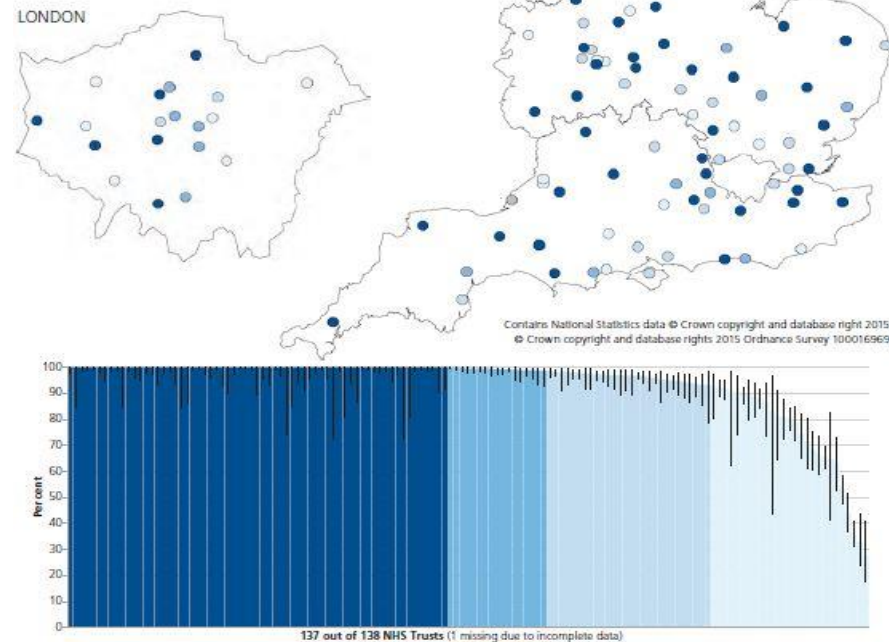 LONDON
Contains National Statistics data © Crown copyright and database right 2015
© Crown copyright and database rights 2015 Ordnance Survey 100016969
100
90
80
70
60
50
40
30
20
10
0
Percent
137 out of 138 NHS Trusts (1 missing due to incomplete data)